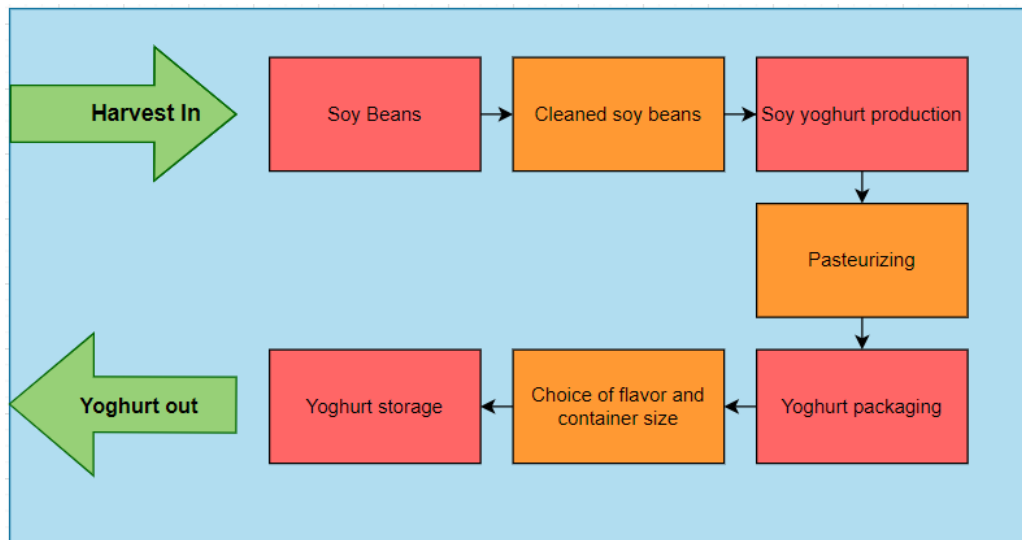 Harvest In
Soy Beans
Cleaned soy beans
Soy yoghurt production
Pasteurizing
Yoghurt out
Yoghurt storage
Choice of flavor and
container size
Yoghurt packaging